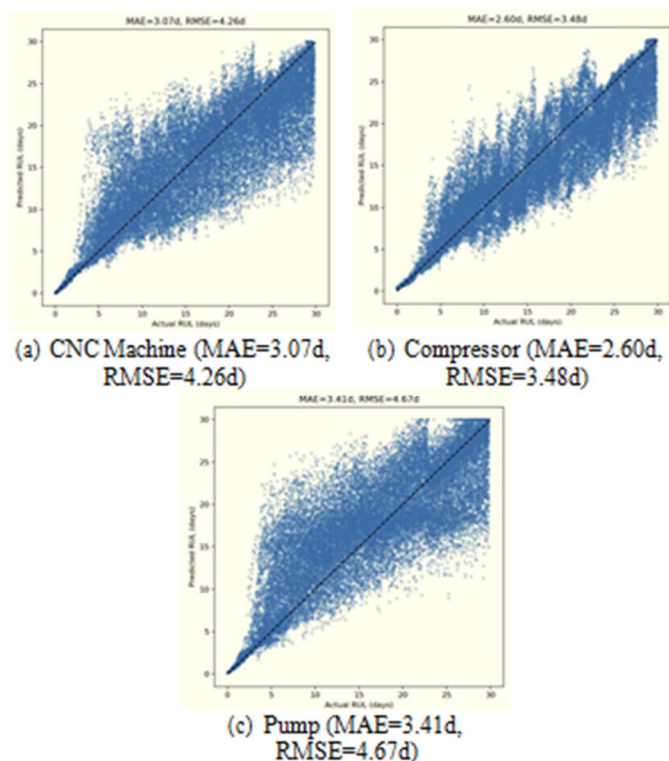 MAE=3.07d, RMSE=4.26d
Predicted RUL (days)
30
25
20
15
10
5
0
0 5 10 15 20 25 30
Actual RUL (days)
(a) CNC Machine (MAE=3.07d,
RMSE=4.26d)
MAE=2.60d, RMSE=3.48d
Predicted RUL (days)
30
25
20
15
10
5
0
0 5 10 15 20 25 30
Actual RUL (days)
(b) Compressor (MAE=2.60d,
RMSE=3.48d)
MAE=3.41d, RMSE=4.67d
Predicted RUL (days)
30
25
20
15
10
5
0
0 5 10 15 20 25 30
Actual RUL (days)
(c) Pump (MAE=3.41d,
RMSE=4.67d)